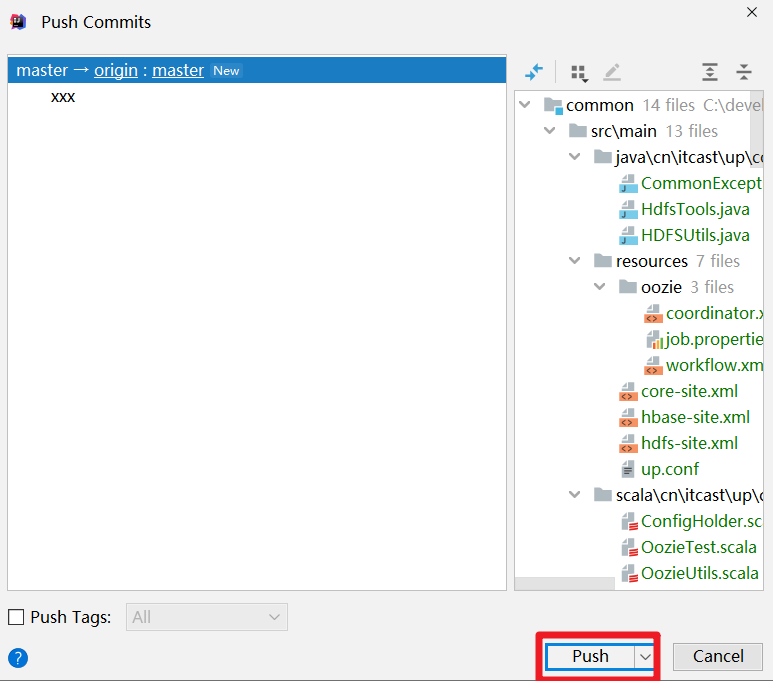 Push Commits
master → origin : master New
xxx
common 14 files C:\devel
src\main 13 files
java\cn\itcast\up\co
CommonExcept
HdfsTools.java
HDFSUtils.java
resources 7 files
oozie 3 files
coordinator.x
job.propertie
workflow.xm
core-site.xml
hbase-site.xml
hdfs-site.xml
up.conf
scala\cn\itcast\up\c
ConfigHolder.sc
OozieTest.scala
OozieUtils.scala
Push Tags: All
? Push Cancel